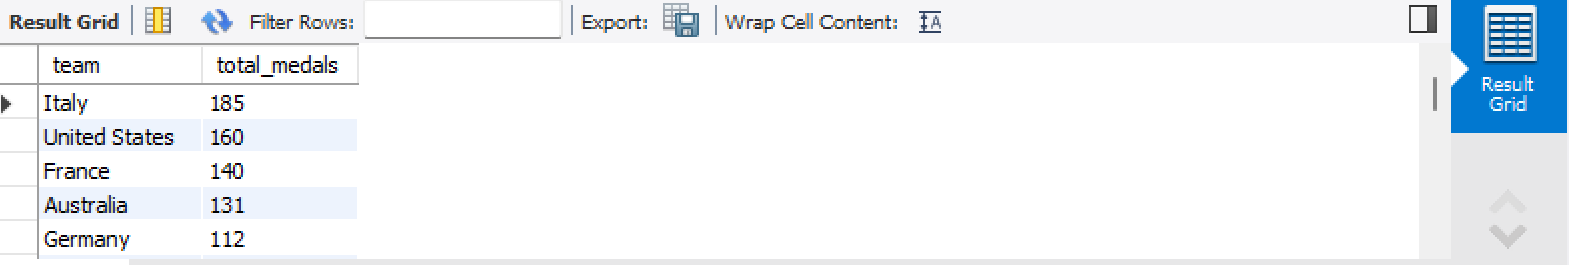 Result Grid Filter Rows: Export: Wrap Cell Content: A
team total_medals
Italy 185
United States 160
France 140
Australia 131
Germany 112
Result
Grid